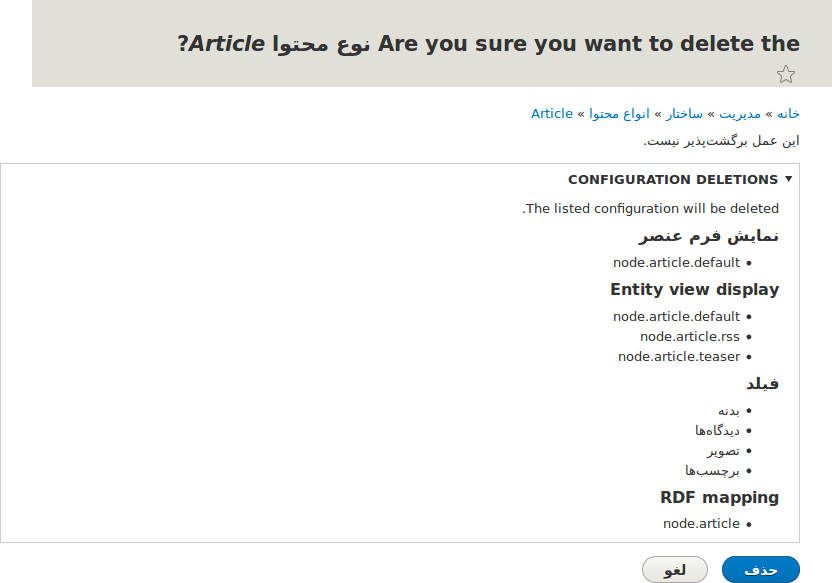 Are you sure you want to delete the نوع محتوا Article?
خانه » مدیریت » ساختار » انواع محتوا » Article
این عمل برگشت‌پذیر نیست.
▼ CONFIGURATION DELETIONS
The listed configuration will be deleted.
نمایش فرم عنصر
• node.article.default
Entity view display
• node.article.default
• node.article.rss
• node.article.teaser
فیلد
• بدنه
• دیدگاه‌ها
• تصویر
• برچسب‌ها
RDF mapping
• node.article
حذف لغو